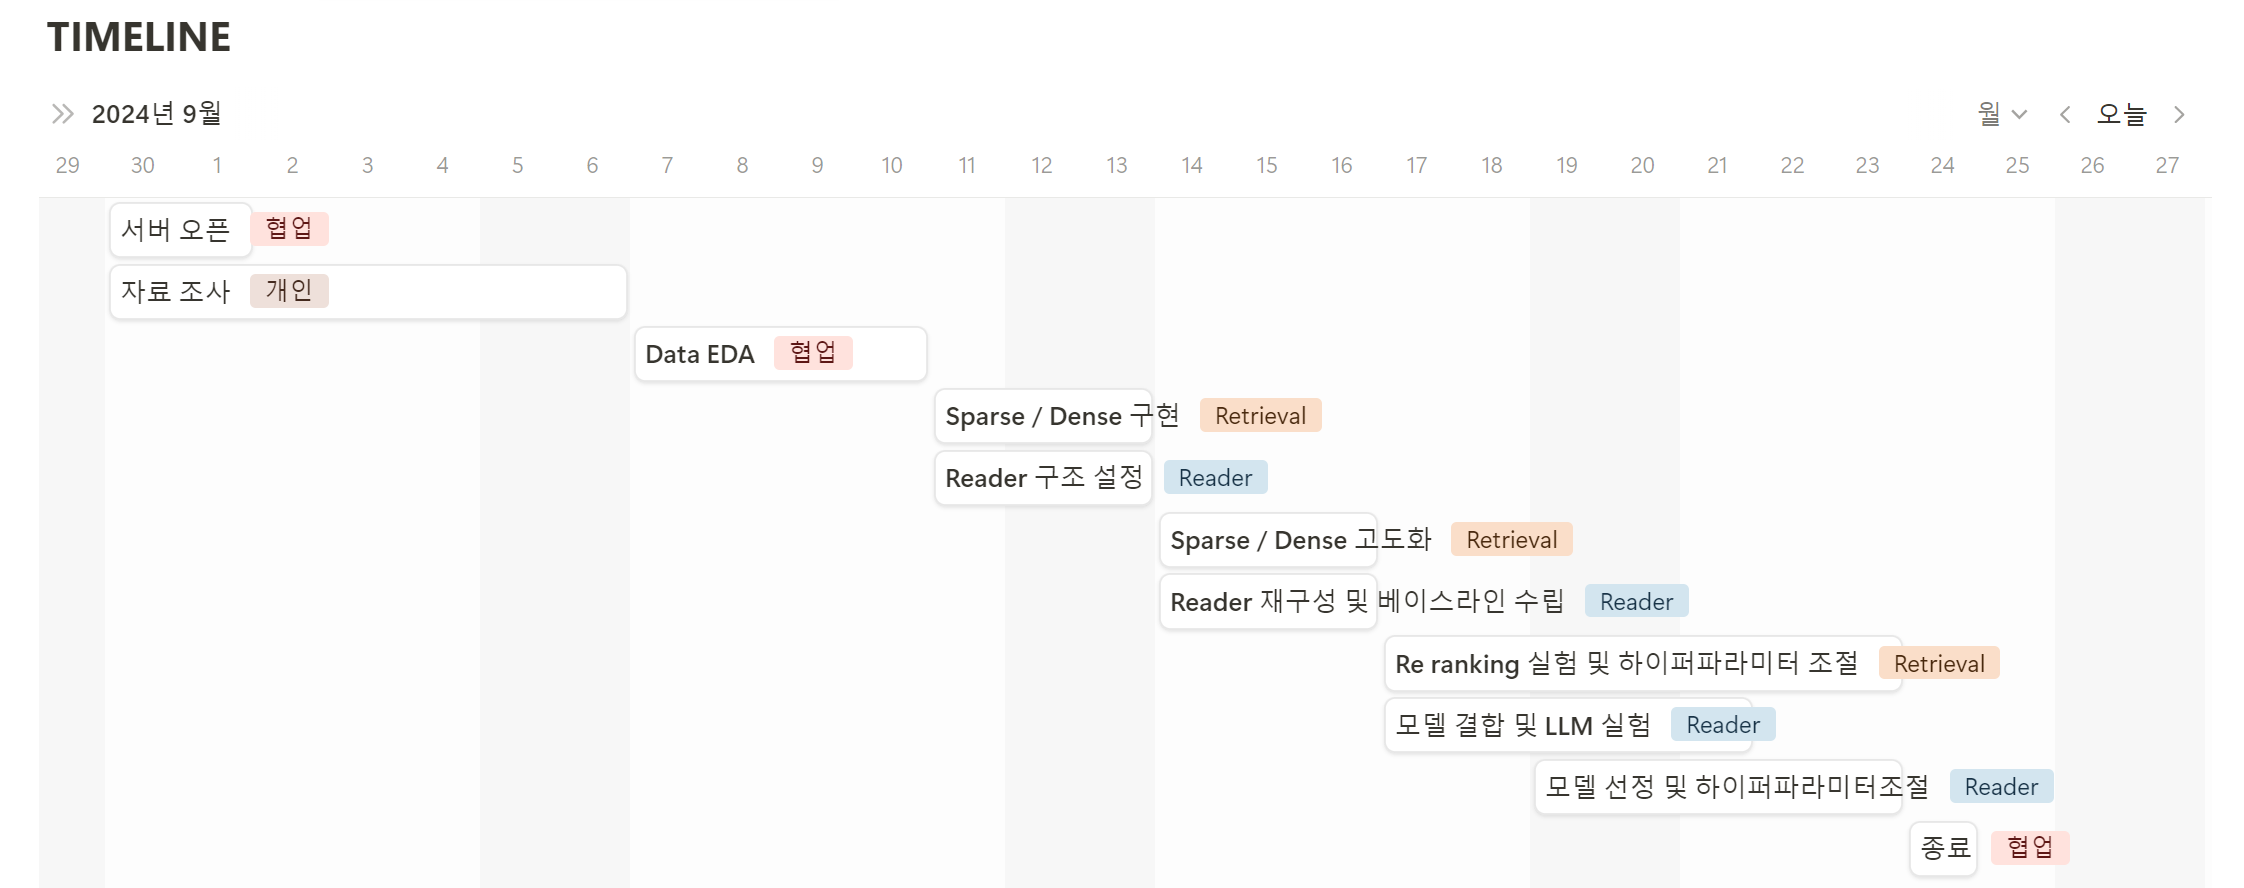 TIMELINE
2024년 9월 월 오늘
29 30 1 2 3 4 5 6 7 8 9 10 11 12 13 14 15 16 17 18 19 20 21 22 23 24 25 26 27
서버 오픈 협업
자료 조사 개인
Data EDA 협업
Sparse / Dense 구현 Retrieval
Reader 구조 설정 Reader
Sparse / Dense 고도화 Retrieval
Reader 재구성 및 베이스라인 수립 Reader
Re ranking 실험 및 하이퍼파라미터 조절 Retrieval
모델 결합 및 LLM 실험 Reader
모델 선정 및 하이퍼파라미터조절 Reader
종료 협업